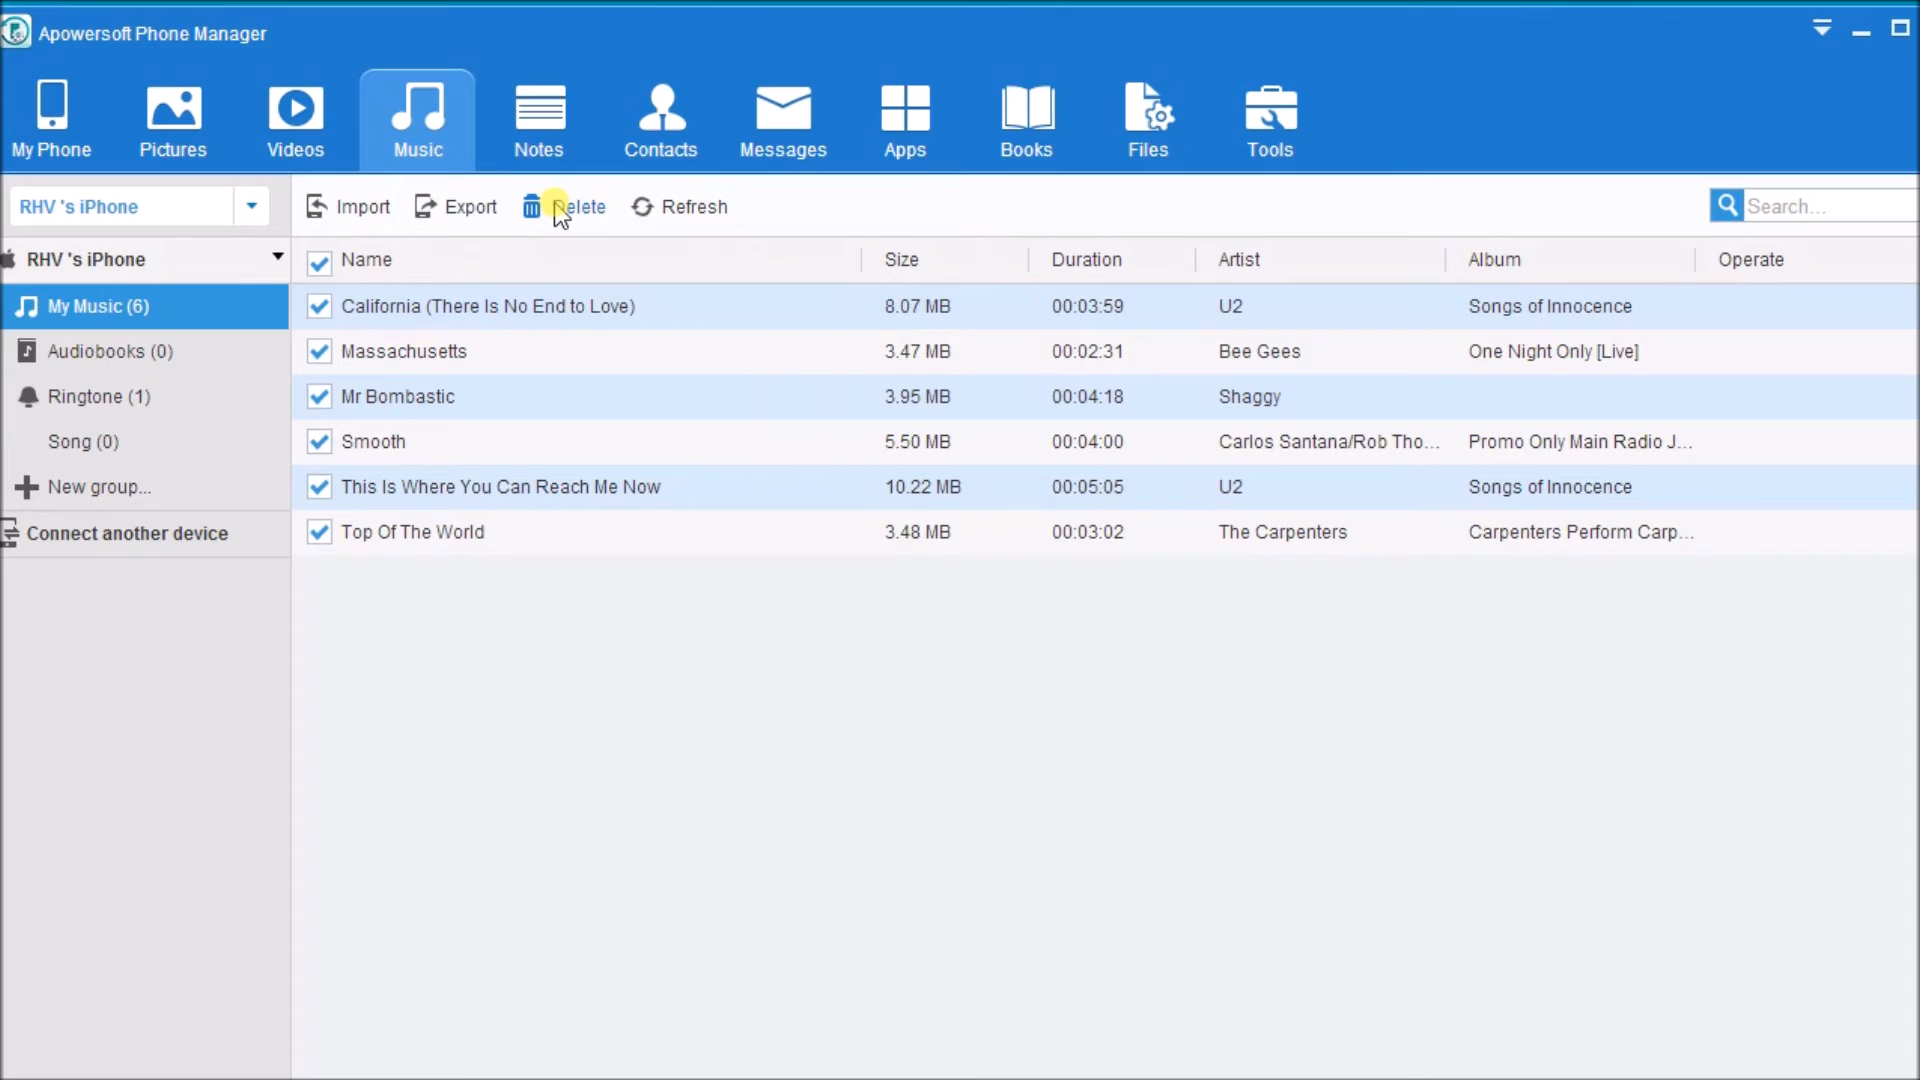 Apowersoft Phone Manager
My Phone Pictures Videos Music Notes Contacts Messages Apps Books Files Tools
RHV 's iPhone Import Export Delete Refresh Search...
RHV 's iPhone Name Size Duration Artist Album Operate
My Music (6) California (There Is No End to Love) 8.07 MB 00:03:59 U2 Songs of Innocence
Audiobooks (0) Massachusetts 3.47 MB 00:02:31 Bee Gees One Night Only [Live]
Ringtone (1) Mr Bombastic 3.95 MB 00:04:18 Shaggy
Song (0) Smooth 5.50 MB 00:04:00 Carlos Santana/Rob Tho... Promo Only Main Radio J...
New group... This Is Where You Can Reach Me Now 10.22 MB 00:05:05 U2 Songs of Innocence
Connect another device Top Of The World 3.48 MB 00:03:02 The Carpenters Carpenters Perform Carp...